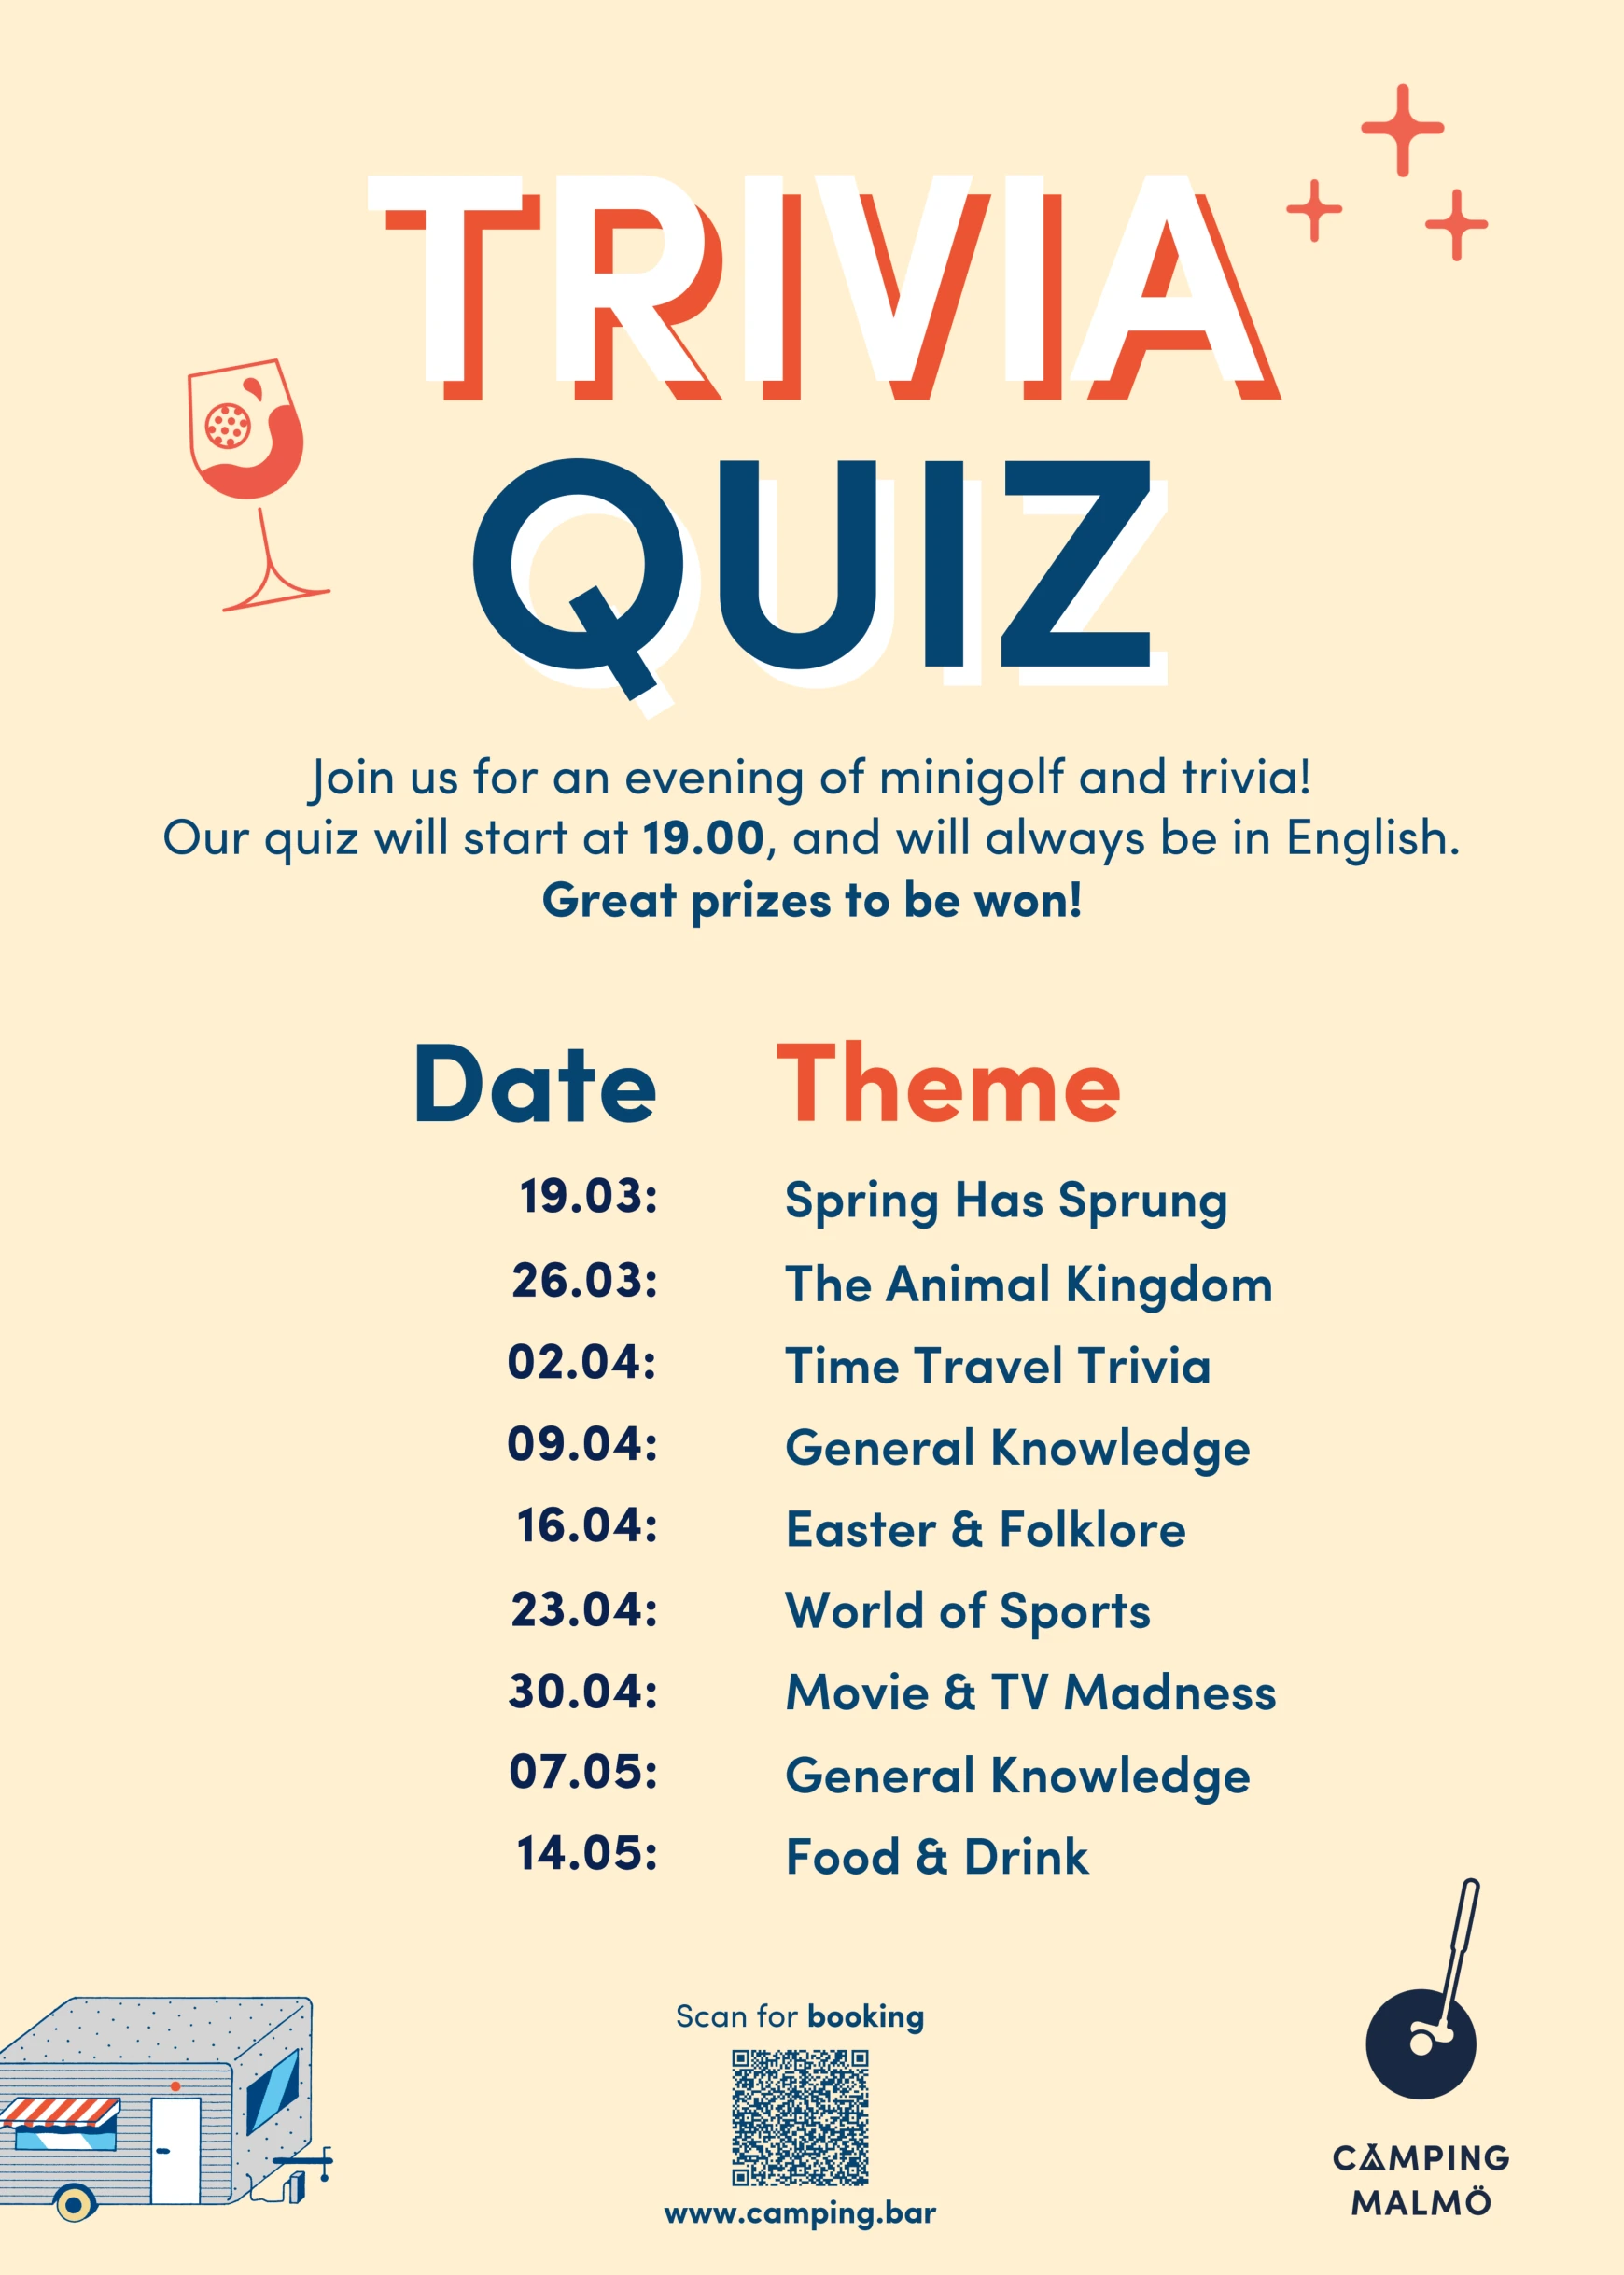 TRIVIA
QUIZ
Join us for an evening of minigolf and trivia!
Our quiz will start at 19.00, and will always be in English.
Great prizes to be won!
Date Theme
19.03: Spring Has Sprung
26.03: The Animal Kingdom
02.04: Time Travel Trivia
09.04: General Knowledge
16.04: Easter & Folklore
23.04: World of Sports
30.04: Movie & TV Madness
07.05: General Knowledge
14.05: Food & Drink
Scan for booking
www.camping.bar
CAMPING
MALMÖ